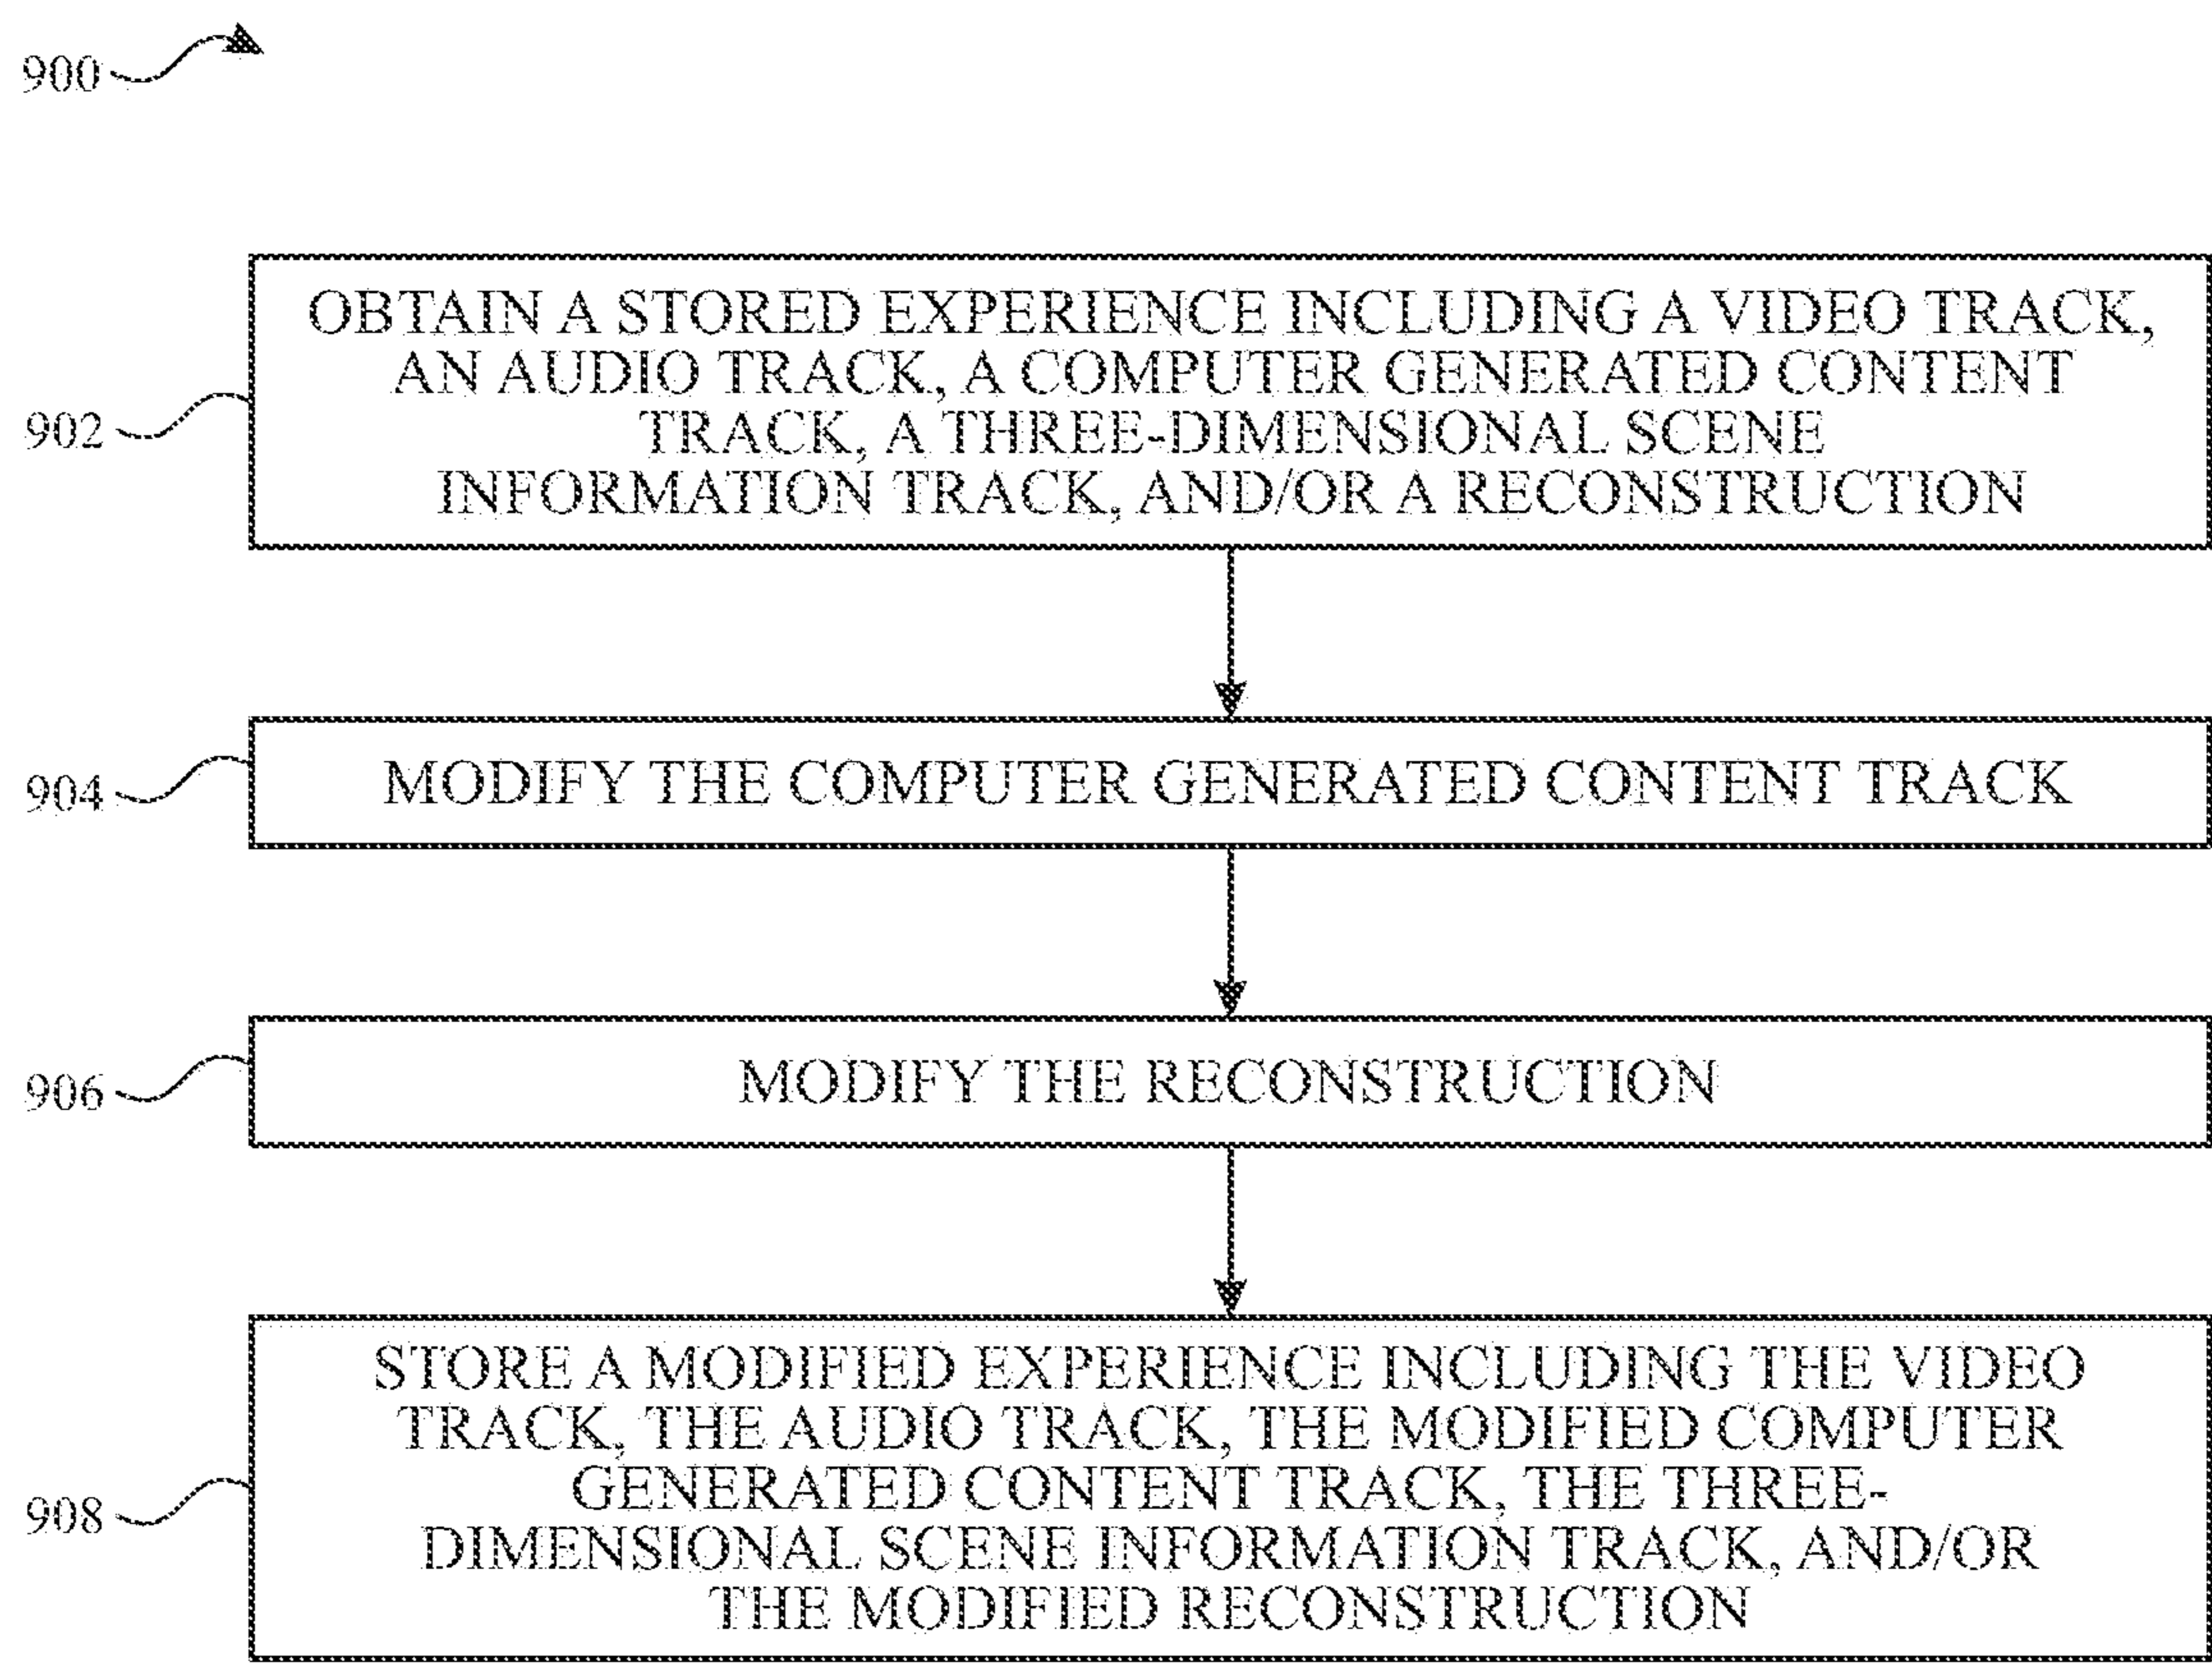 900
OBTAIN A STORED EXPERIENCE INCLUDING A VIDEO TRACK,
AN AUDIO TRACK, A COMPUTER GENERATED CONTENT
TRACK, A THREE-DIMENSIONAL SCENE
INFORMATION TRACK, AND/OR A RECONSTRUCTION
902
MODIFY THE COMPUTER GENERATED CONTENT TRACK
904
MODIFY THE RECONSTRUCTION
906
STORE A MODIFIED EXPERIENCE INCLUDING THE VIDEO
TRACK, THE AUDIO TRACK, THE MODIFIED COMPUTER
GENERATED CONTENT TRACK, THE THREE-
DIMENSIONAL SCENE INFORMATION TRACK, AND/OR
THE MODIFIED RECONSTRUCTION
908